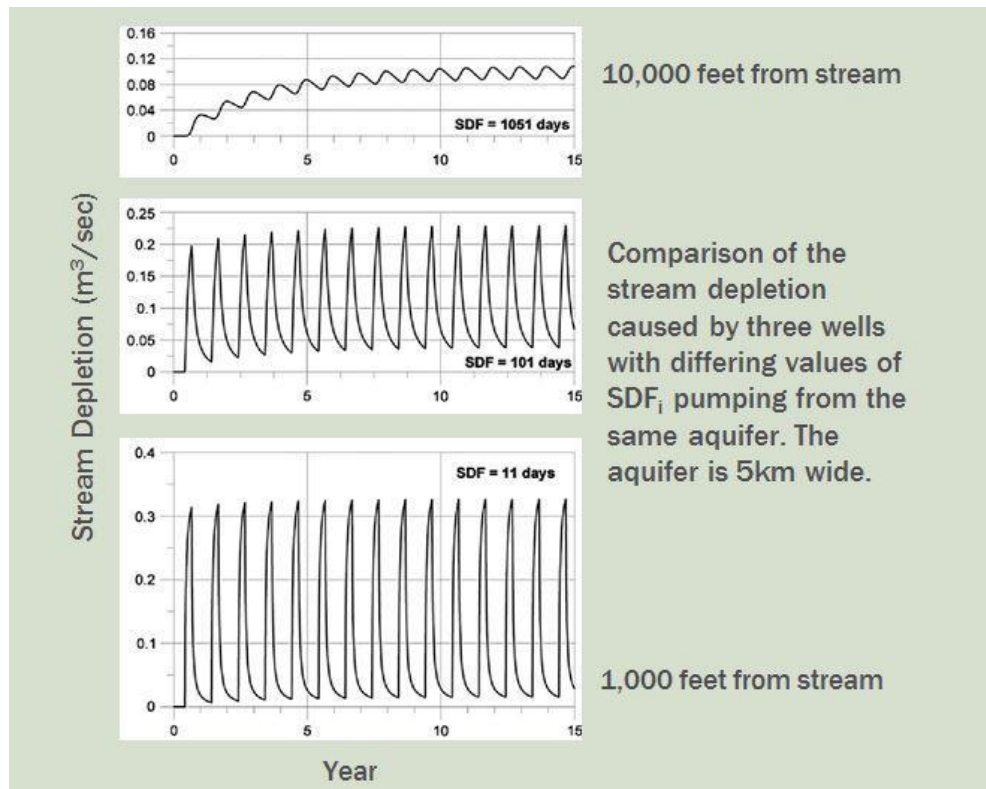 0.16
0.12
0.08
0.04
0
SDF = 1051 days
0 5 10 15
10,000 feet from stream
Stream Depletion (m³/sec)
0.25
0.2
0.15
0.1
0.05
0
SDF = 101 days
0 5 10 15
Comparison of the
stream depletion
caused by three wells
with differing values of
SDFᵢ pumping from the
same aquifer. The
aquifer is 5km wide.
0.4
0.3
0.2
0.1
0
SDF = 11 days
0 5 10 15
1,000 feet from stream
Year